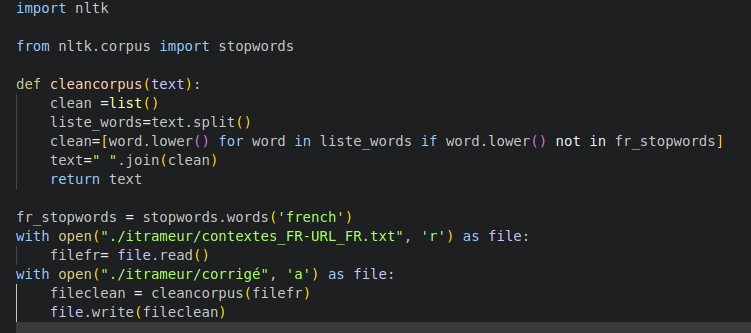 import nltk
from nltk.corpus import stopwords
def cleancorpus(text):
    clean =list()
    liste_words=text.split()
    clean=[word.lower() for word in liste_words if word.lower() not in fr_stopwords]
    text=" ".join(clean)
    return text
fr_stopwords = stopwords.words('french')
with open("./itrameur/contextes_FR-URL_FR.txt", 'r') as file:
    filefr= file.read()
with open("./itrameur/corrigé", 'a') as file:
    fileclean = cleancorpus(filefr)
    file.write(fileclean)